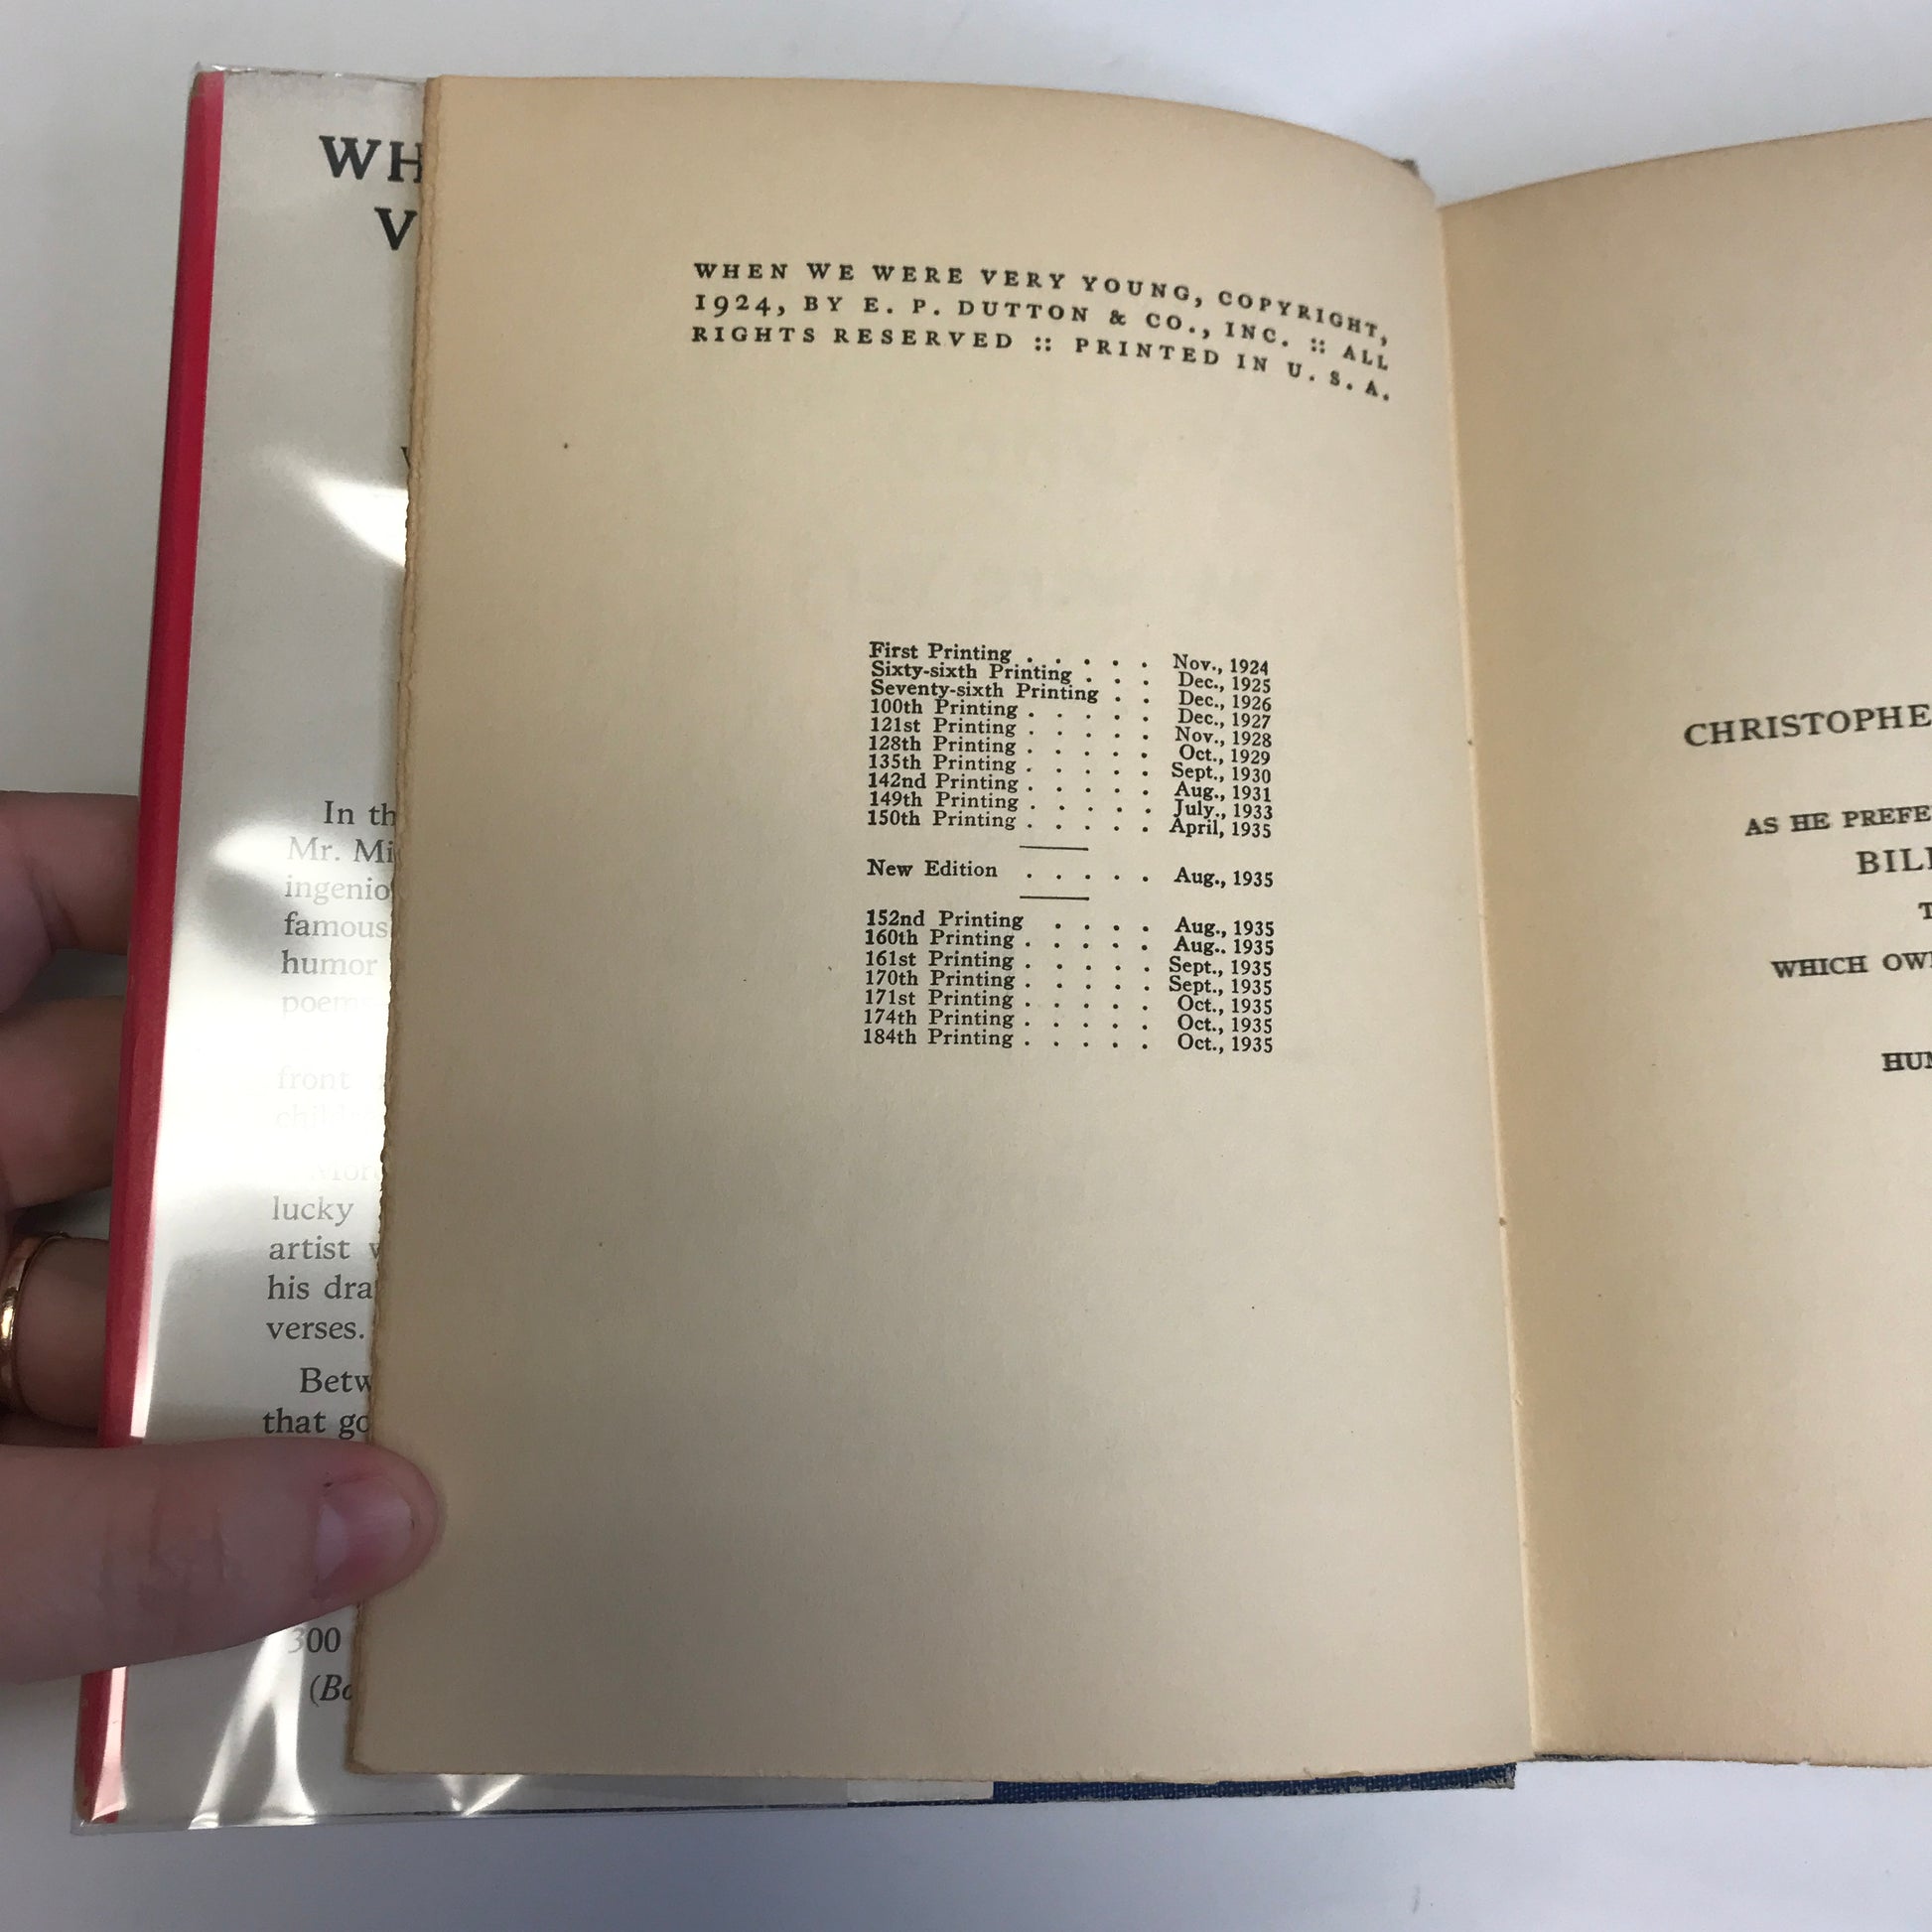 WH
V
In th
Mr. Mi
ingenio
famous
humor
poem
front
child
More
lucky
artist w
his dra
verses.
Betw
that go
300
(Bo
WHEN WE WERE VERY YOUNG, COPYRIGHT,
1924, BY E. P. DUTTON & CO., INC. :: ALL
RIGHTS RESERVED :: PRINTED IN U. S. A.
First Printing . . . . . Nov., 1924
Sixty-sixth Printing . . . Dec., 1925
Seventy-sixth Printing . . Dec., 1926
100th Printing . . . . . Dec., 1927
121st Printing . . . . . Nov., 1928
128th Printing . . . . . Oct., 1929
135th Printing . . . . . Sept., 1930
142nd Printing . . . . . Aug., 1931
149th Printing . . . . . July., 1933
150th Printing . . . . . April, 1935
New Edition . . . . . Aug., 1935
152nd Printing . . . . Aug., 1935
160th Printing . . . . . Aug.. 1935
161st Printing . . . . . Sept., 1935
170th Printing . . . . . Sept., 1935
171st Printing . . . . . Oct., 1935
174th Printing . . . . . Oct., 1935
184th Printing . . . . . Oct., 1935
CHRISTOPHE
AS HE PREFE
BILL
T
WHICH OWE
HUM